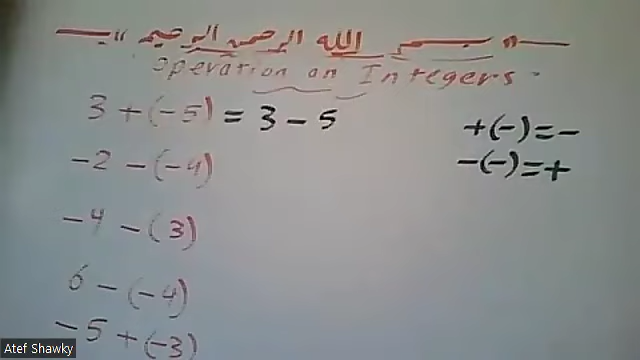 " بسم الله الرحمن الرحيم "
Operation on Integers.
3 + (-5) = 3 - 5
+(-) = -
-2 - (-4)
-(-) = +
-4 - (3)
6 - (-4)
-5 + (-3)
Atef Shawky